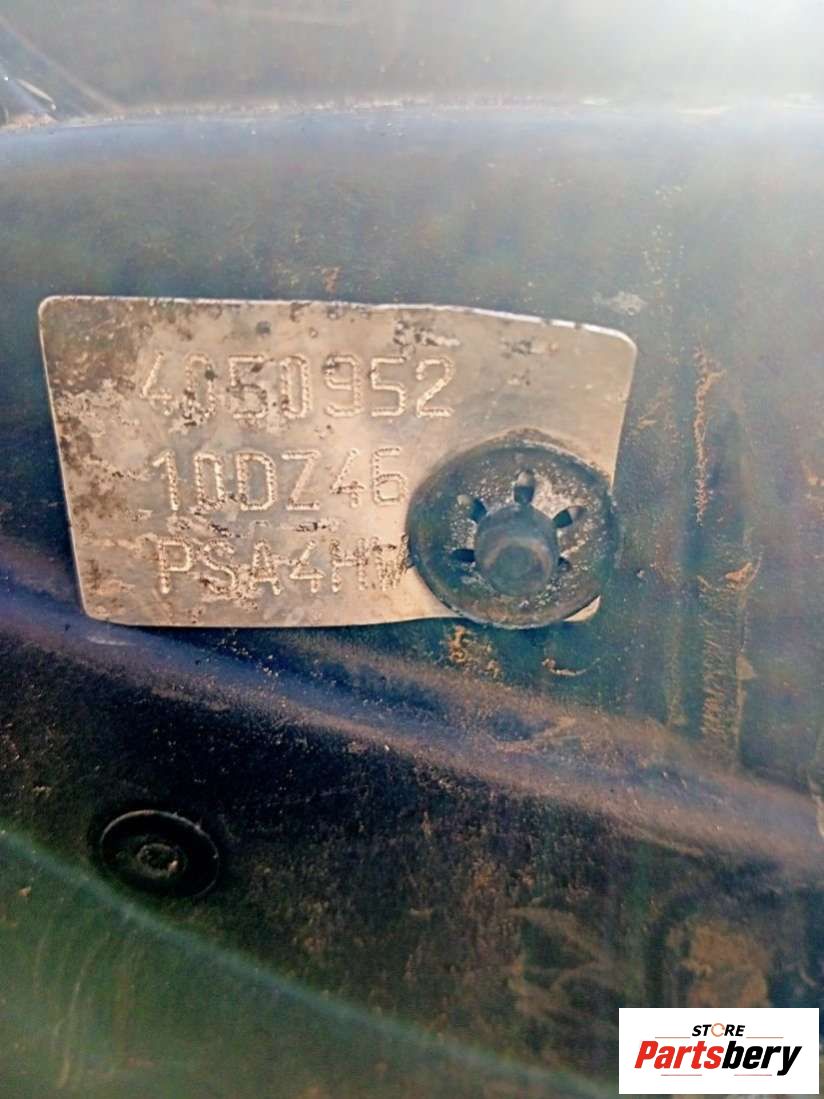 4050952
10DZ46
PSA4HW
STORE
Partsbery